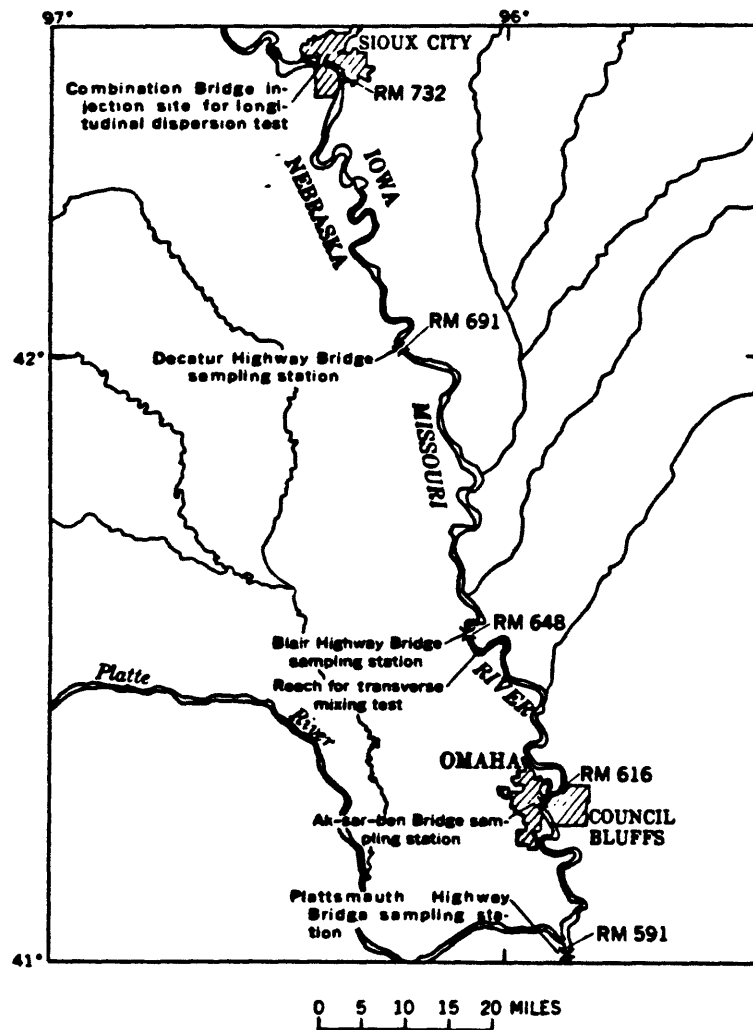 97°
96°
SIOUX CITY
Combination Bridge in-
jection site for longi-
tudinal dispersion test
RM 732
IOWA
NEBRASKA
RM 691
42°
Decatur Highway Bridge
sampling station
MISSOURI
RM 648
Blair Highway Bridge
sampling station
Reach for transverse
mixing test
RIVER
Platte
River
OMAHA
RM 616
Ak-sar-ben Bridge sam-
pling station
COUNCIL
BLUFFS
Plattsmouth Highway
Bridge sampling sta-
tion
RM 591
41°
0 5 10 15 20 MILES